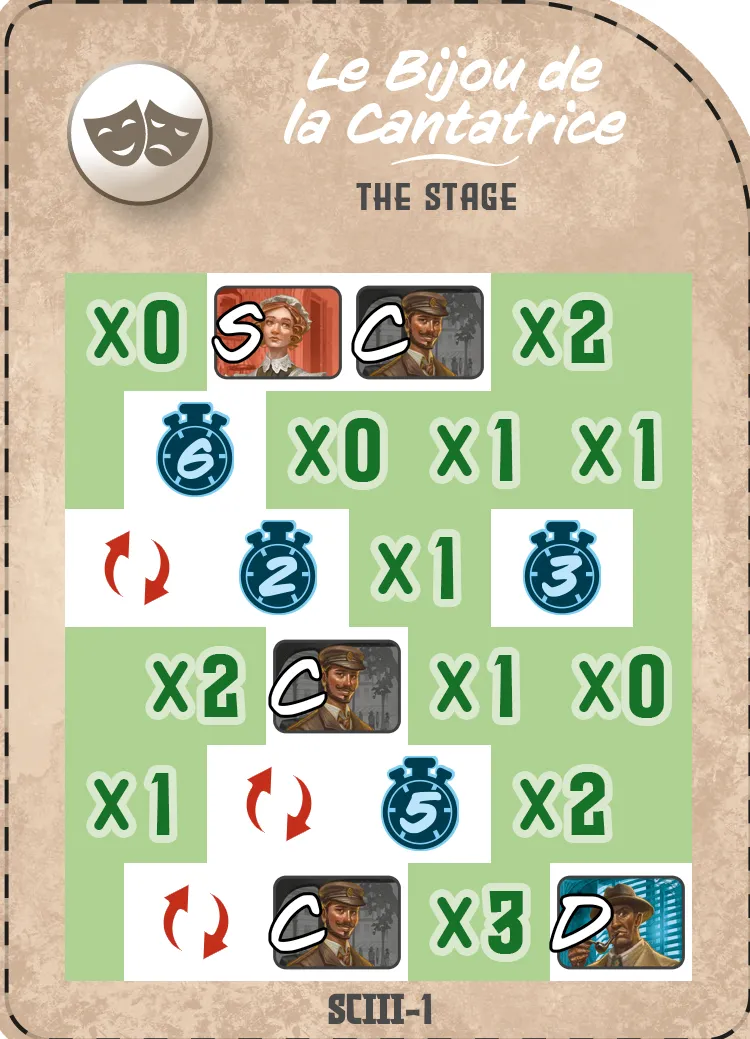 Le Bijou de
la Cantatrice
THE STAGE
X0 S C X2
6 X0 X1 X1
2 X1 3
X2 C X1 X0
X1 5 X2
C X3 D
SCIII-1